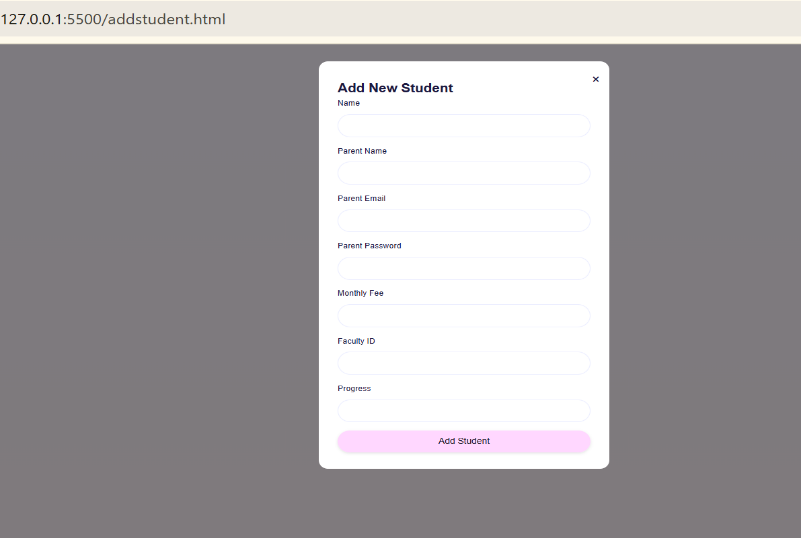 127.0.0.1:5500/addstudent.html
×
Add New Student
Name
Parent Name
Parent Email
Parent Password
Monthly Fee
Faculty ID
Progress
Add Student